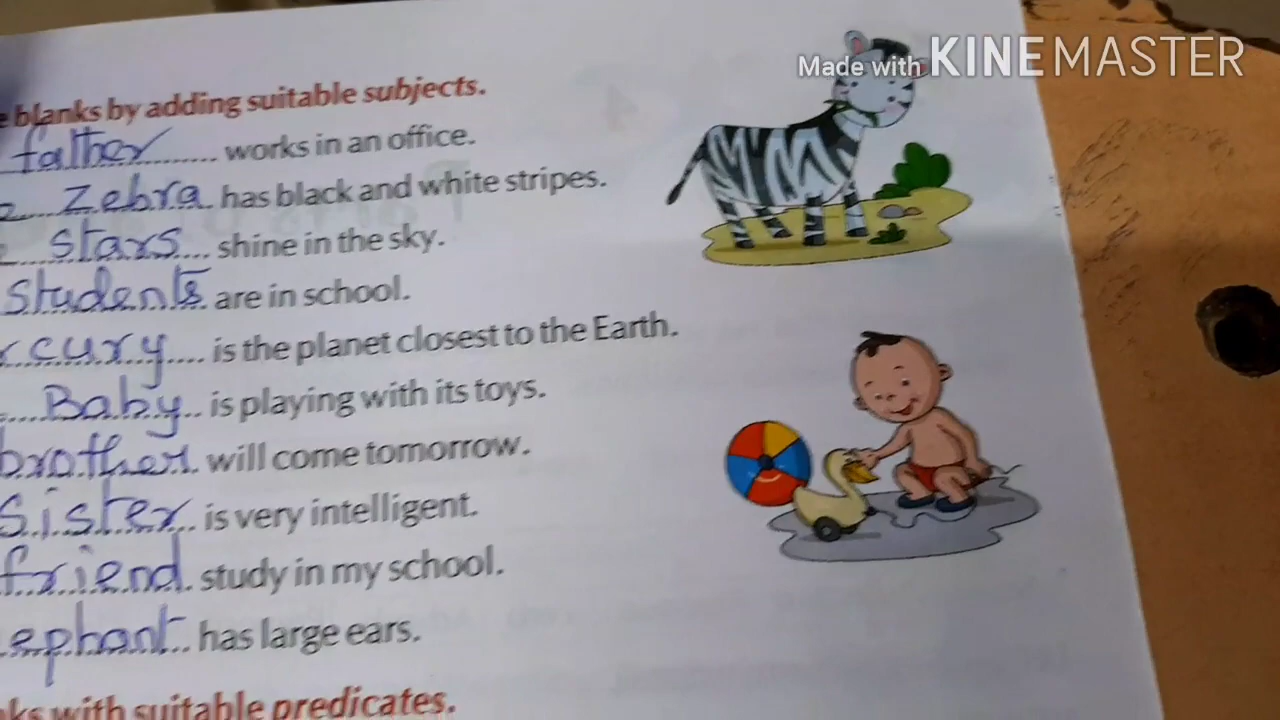 Made with KINEMASTER
blanks by adding suitable subjects.
father works in an office.
Zebra has black and white stripes.
stars shine in the sky.
Students are in school.
rcury is the planet closest to the Earth.
Baby is playing with its toys.
brother will come tomorrow.
Sister is very intelligent.
friend study in my school.
ephant has large ears.
ks with suitable predicates.